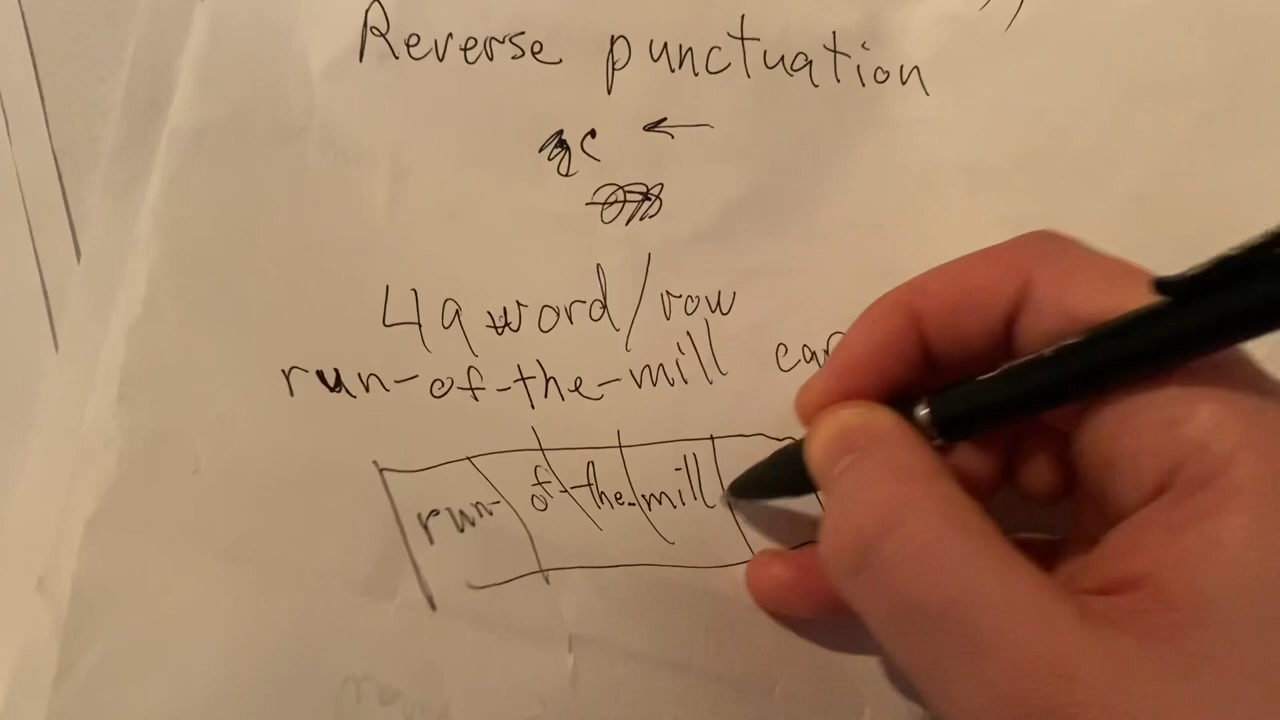 Reverse punctuation
c ←
4 a word/row
run-of-the-mill
run- of- the- mill